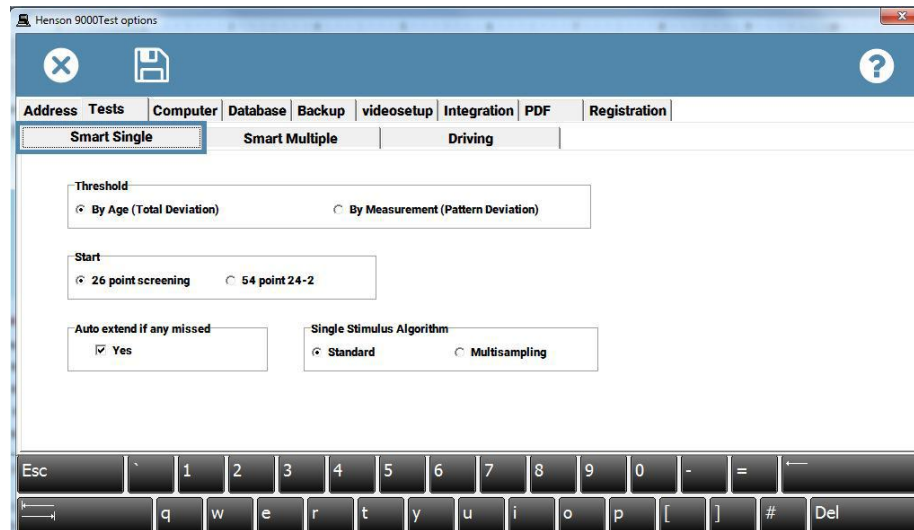 Henson 9000Test options
X
?
Address Tests Computer Database Backup videosetup Integration PDF Registration
Smart Single Smart Multiple Driving
Threshold
By Age (Total Deviation) By Measurement (Pattern Deviation)
Start
26 point screening 54 point 24-2
Auto extend if any missed Single Stimulus Algorithm
Yes Standard Multisampling
Esc ` 1 2 3 4 5 6 7 8 9 0 - =
q w e r t y u i o p [ ] # Del